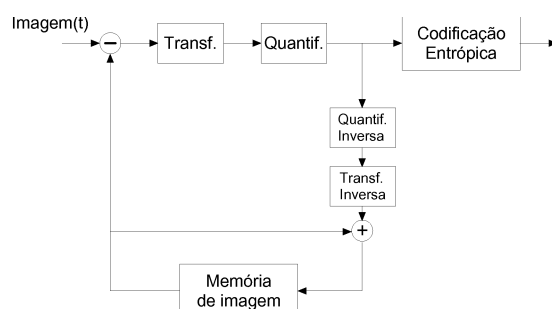 Imagem(t)
−
Transf.
Quantif.
Codificação
Entrópica
Quantif.
Inversa
Transf.
Inversa
+
Memória
de imagem